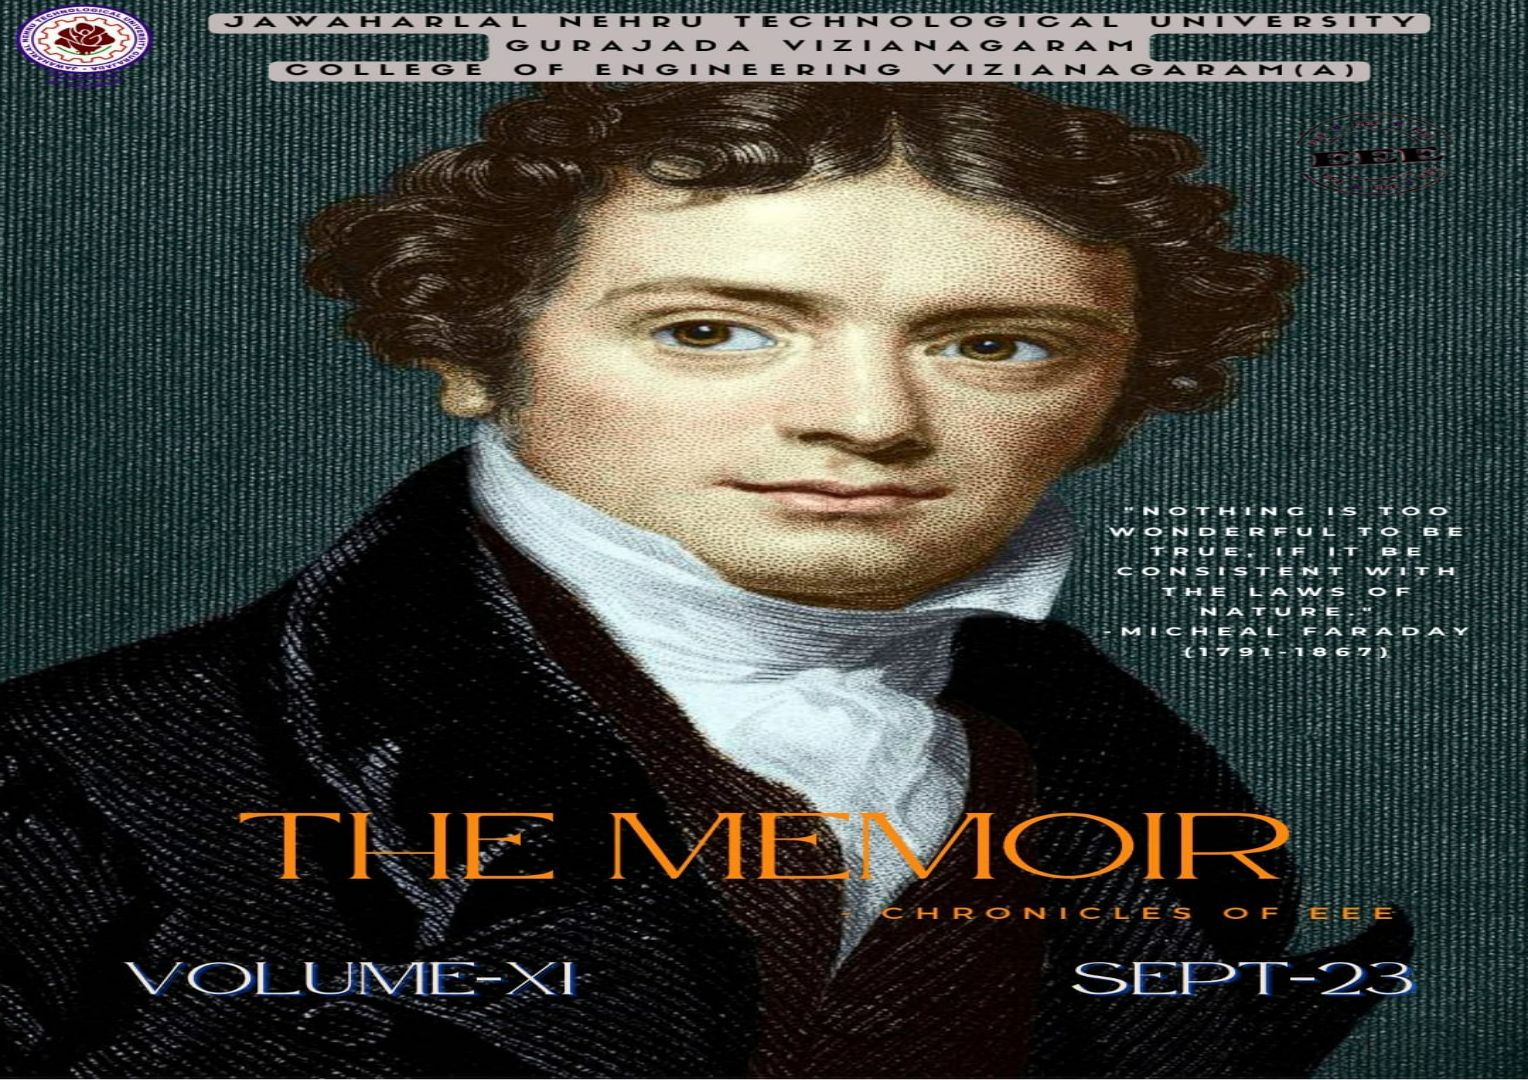 JAWAHARLAL NEHRU TECHNOLOGICAL UNIVERSITY
GURAJADA VIZIANAGARAM
COLLEGE OF ENGINEERING VIZIANAGARAM(A)
EEE
"NOTHING IS TOO
WONDERFUL TO BE
TRUE, IF IT BE
CONSISTENT WITH
THE LAWS OF
NATURE."
-MICHEAL FARADAY
(1791-1867)
THE MEMOIR
- CHRONICLES OF EEE
VOLUME-XI
SEPT-23